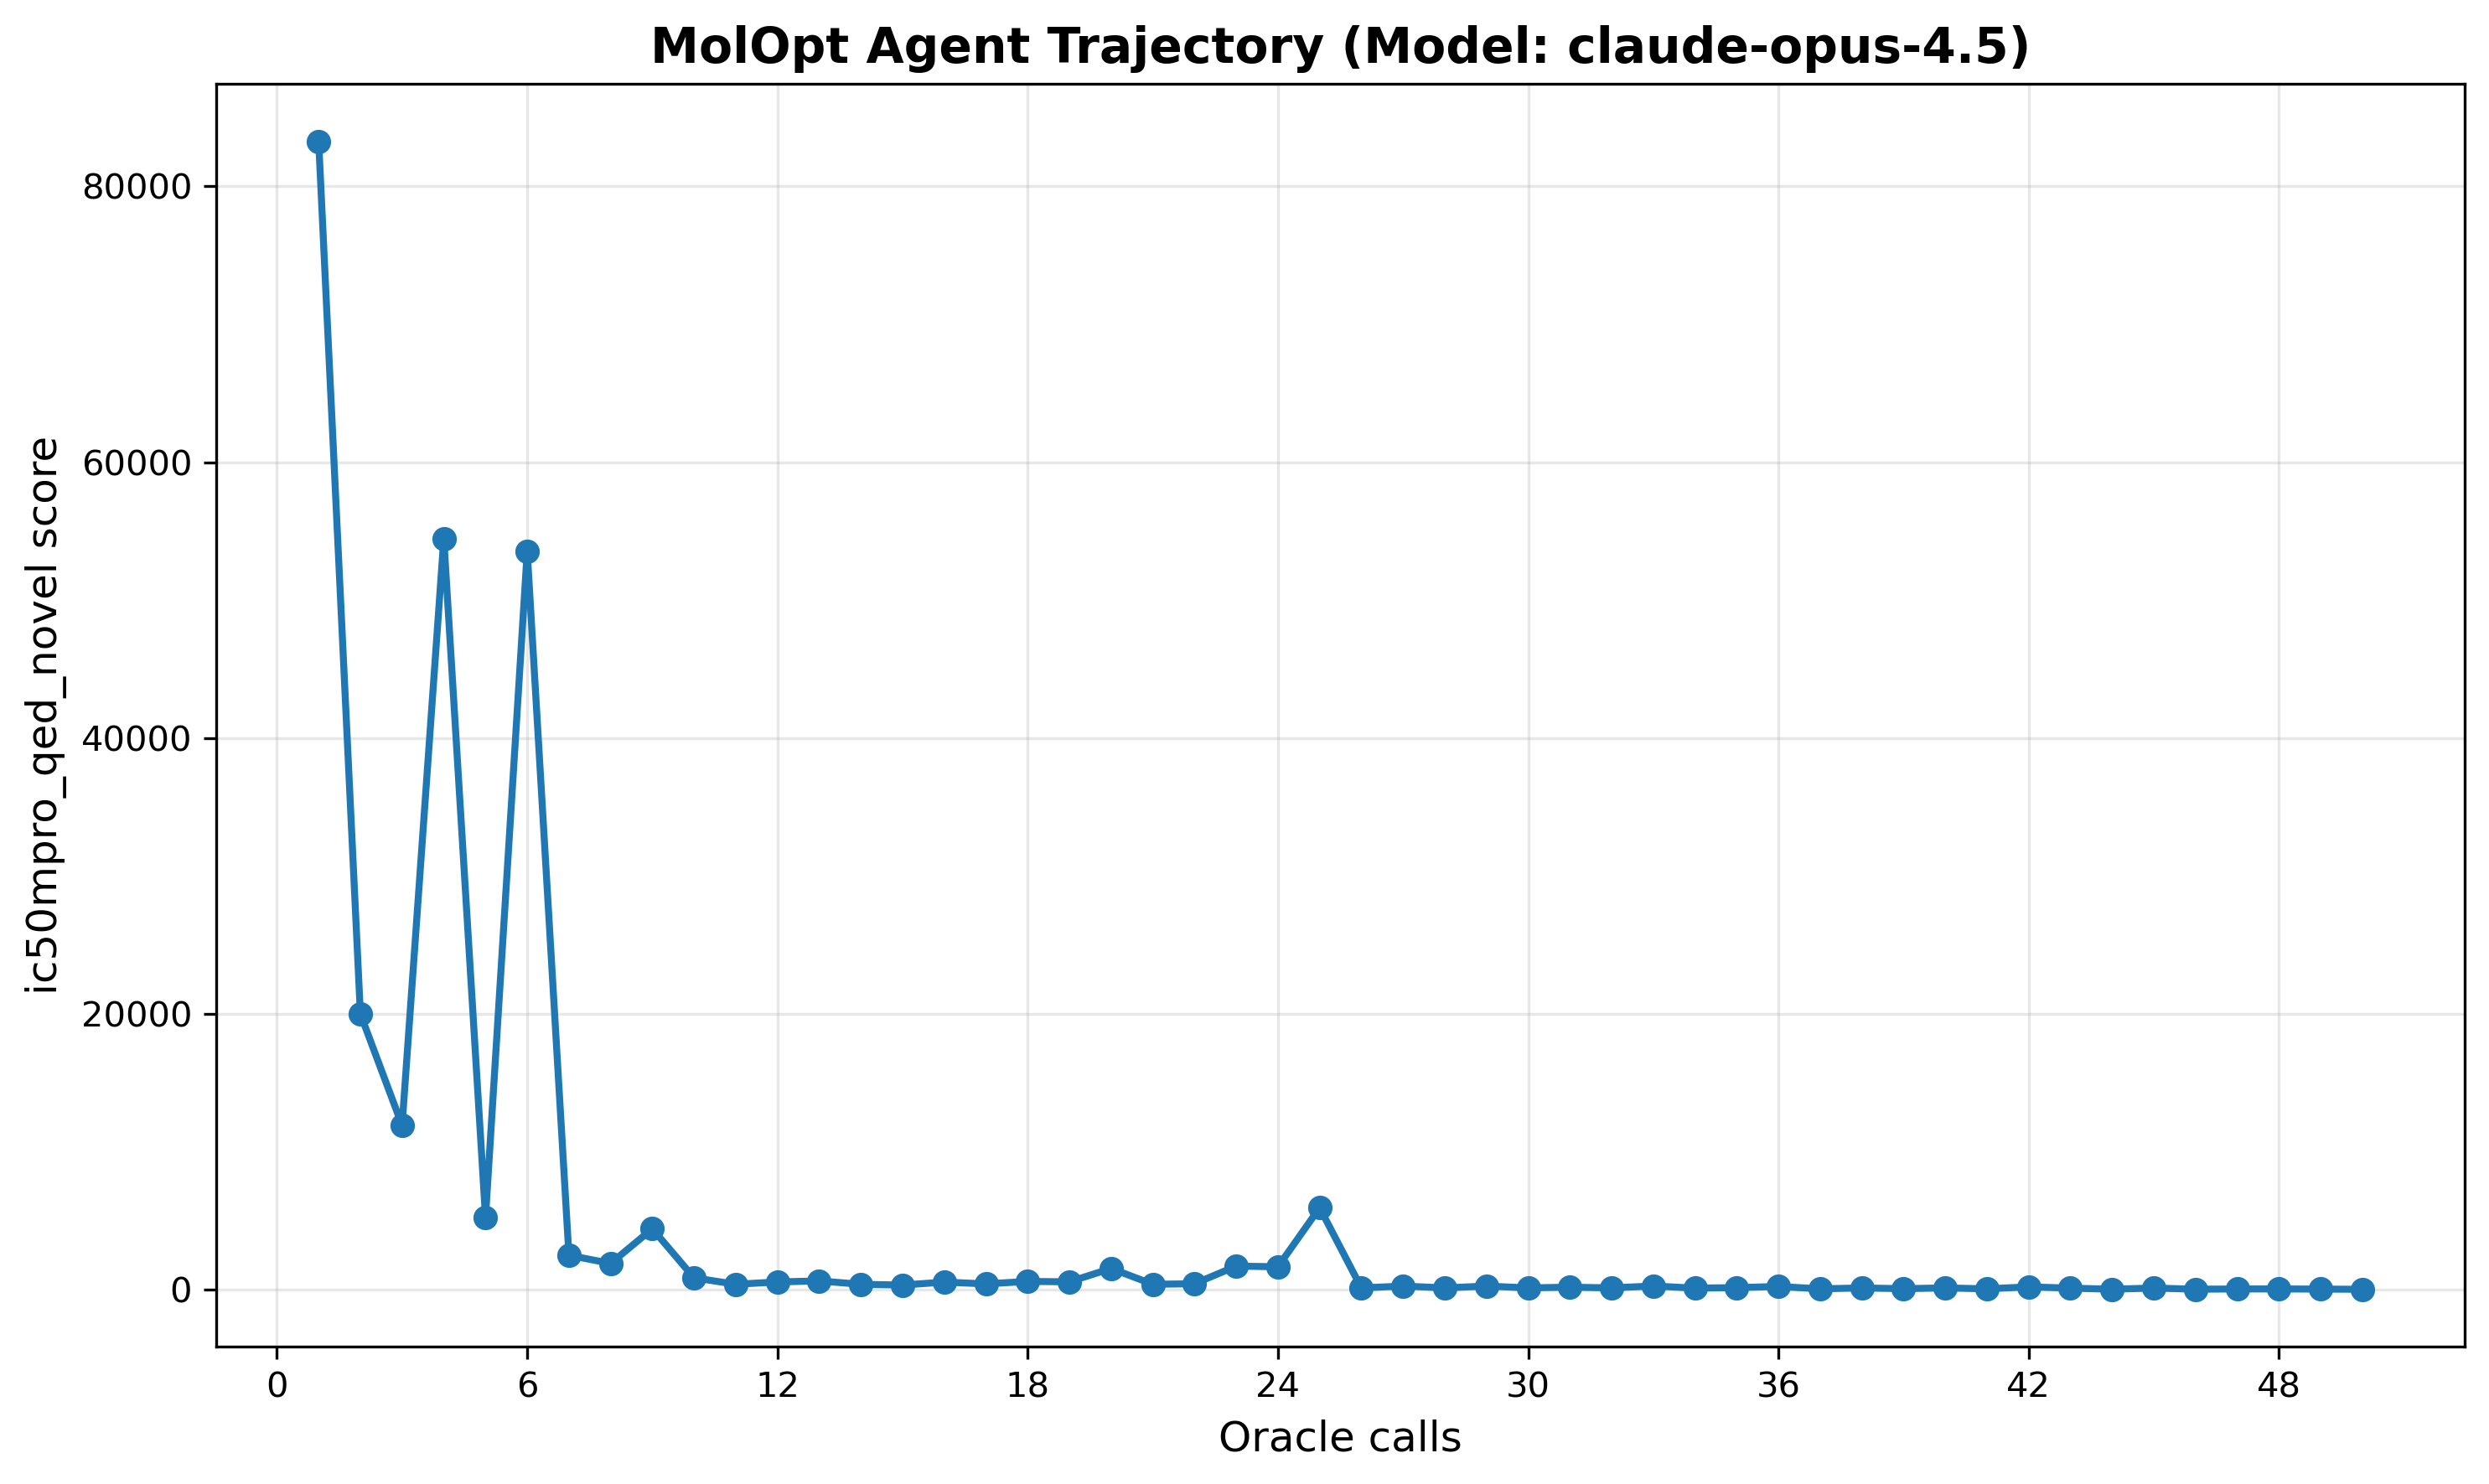 MolOpt Agent Trajectory (Model: claude-opus-4.5)
ic50mpro_qed_novel score
80000
60000
40000
20000
0
0 6 12 18 24 30 36 42 48
Oracle calls